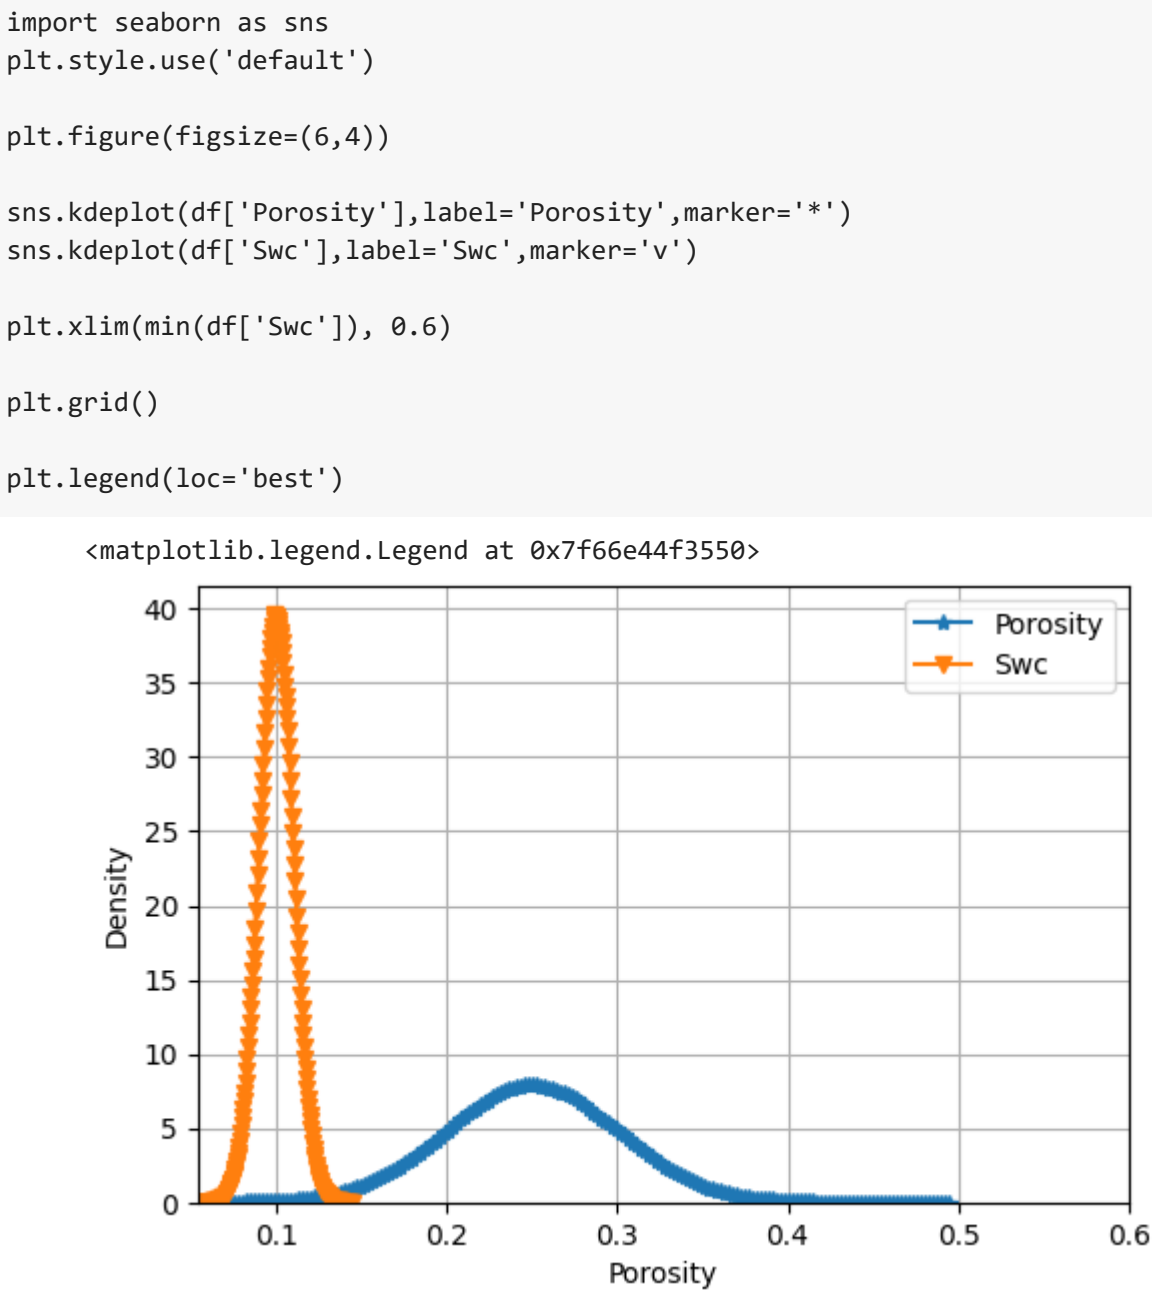 import seaborn as sns
plt.style.use('default')
plt.figure(figsize=(6,4))
sns.kdeplot(df['Porosity'],label='Porosity',marker='*')
sns.kdeplot(df['Swc'],label='Swc',marker='v')
plt.xlim(min(df['Swc']), 0.6)
plt.grid()
plt.legend(loc='best')
<matplotlib.legend.Legend at 0x7f66e44f3550>
40
35
30
25
20
15
10
5
0
Density
Porosity
Swc
0.1 0.2 0.3 0.4 0.5 0.6
Porosity